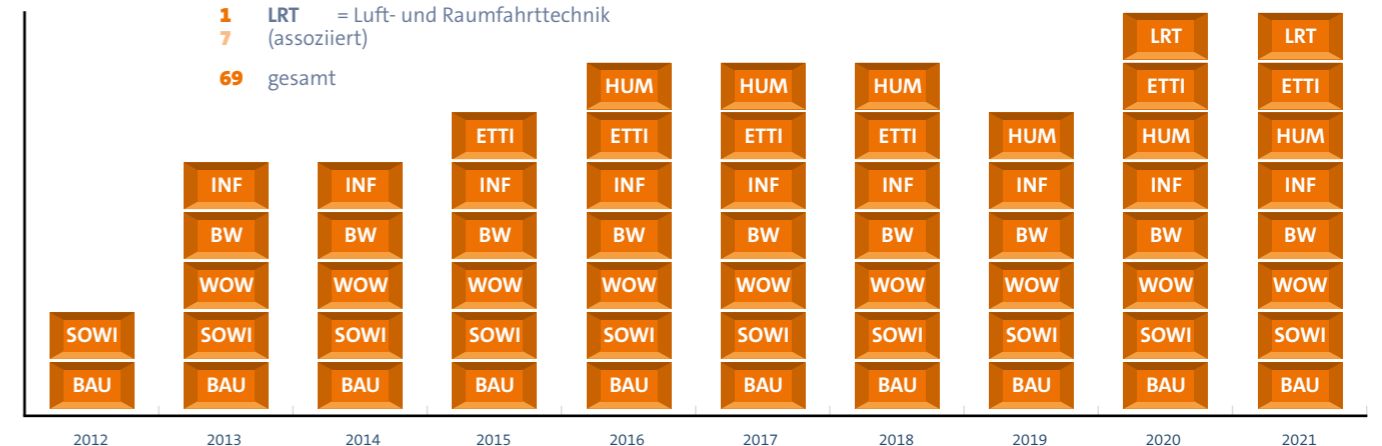 1 LRT = Luft- und Raumfahrttechnik
7 (assoziiert)
69 gesamt
LRT LRT
HUM HUM HUM ETTI ETTI
ETTI ETTI ETTI ETTI HUM HUM HUM
INF INF INF INF INF INF INF INF INF
BW BW BW BW BW BW BW BW BW
WOW WOW WOW WOW WOW WOW WOW WOW WOW
SOWI SOWI SOWI SOWI SOWI SOWI SOWI SOWI SOWI SOWI
BAU BAU BAU BAU BAU BAU BAU BAU BAU BAU
2012 2013 2014 2015 2016 2017 2018 2019 2020 2021